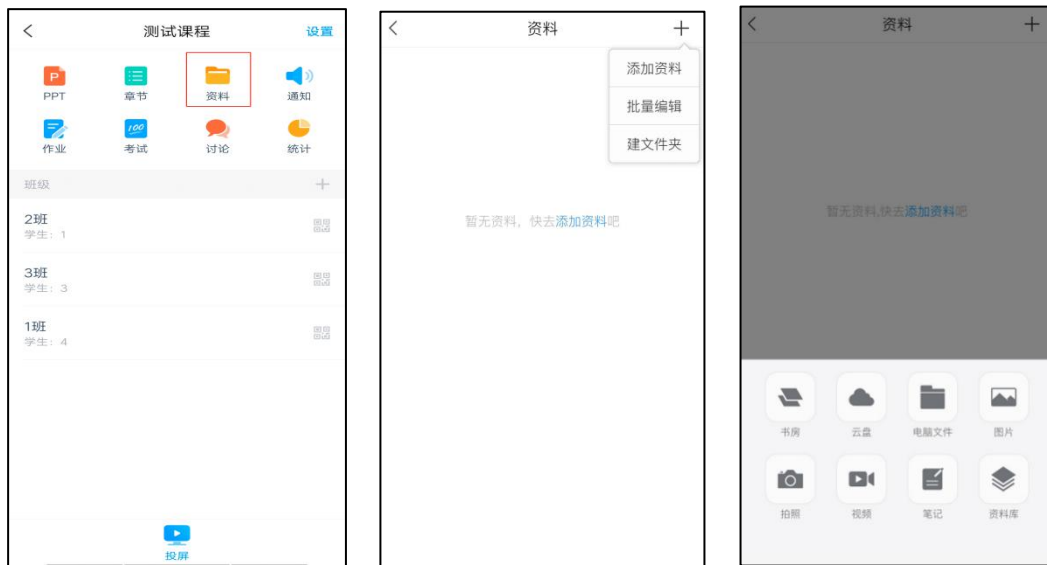 测试课程
设置
P
PPT
章节
资料
通知
100
作业
考试
讨论
统计
班级
2班
学生：1
3班
学生：3
1班
学生：4
投屏
资料
添加资料
批量编辑
建文件夹
暂无资料，快去添加资料吧
资料
暂无资料,快去添加资料吧
书房
云盘
电脑文件
图片
拍照
视频
笔记
资料库